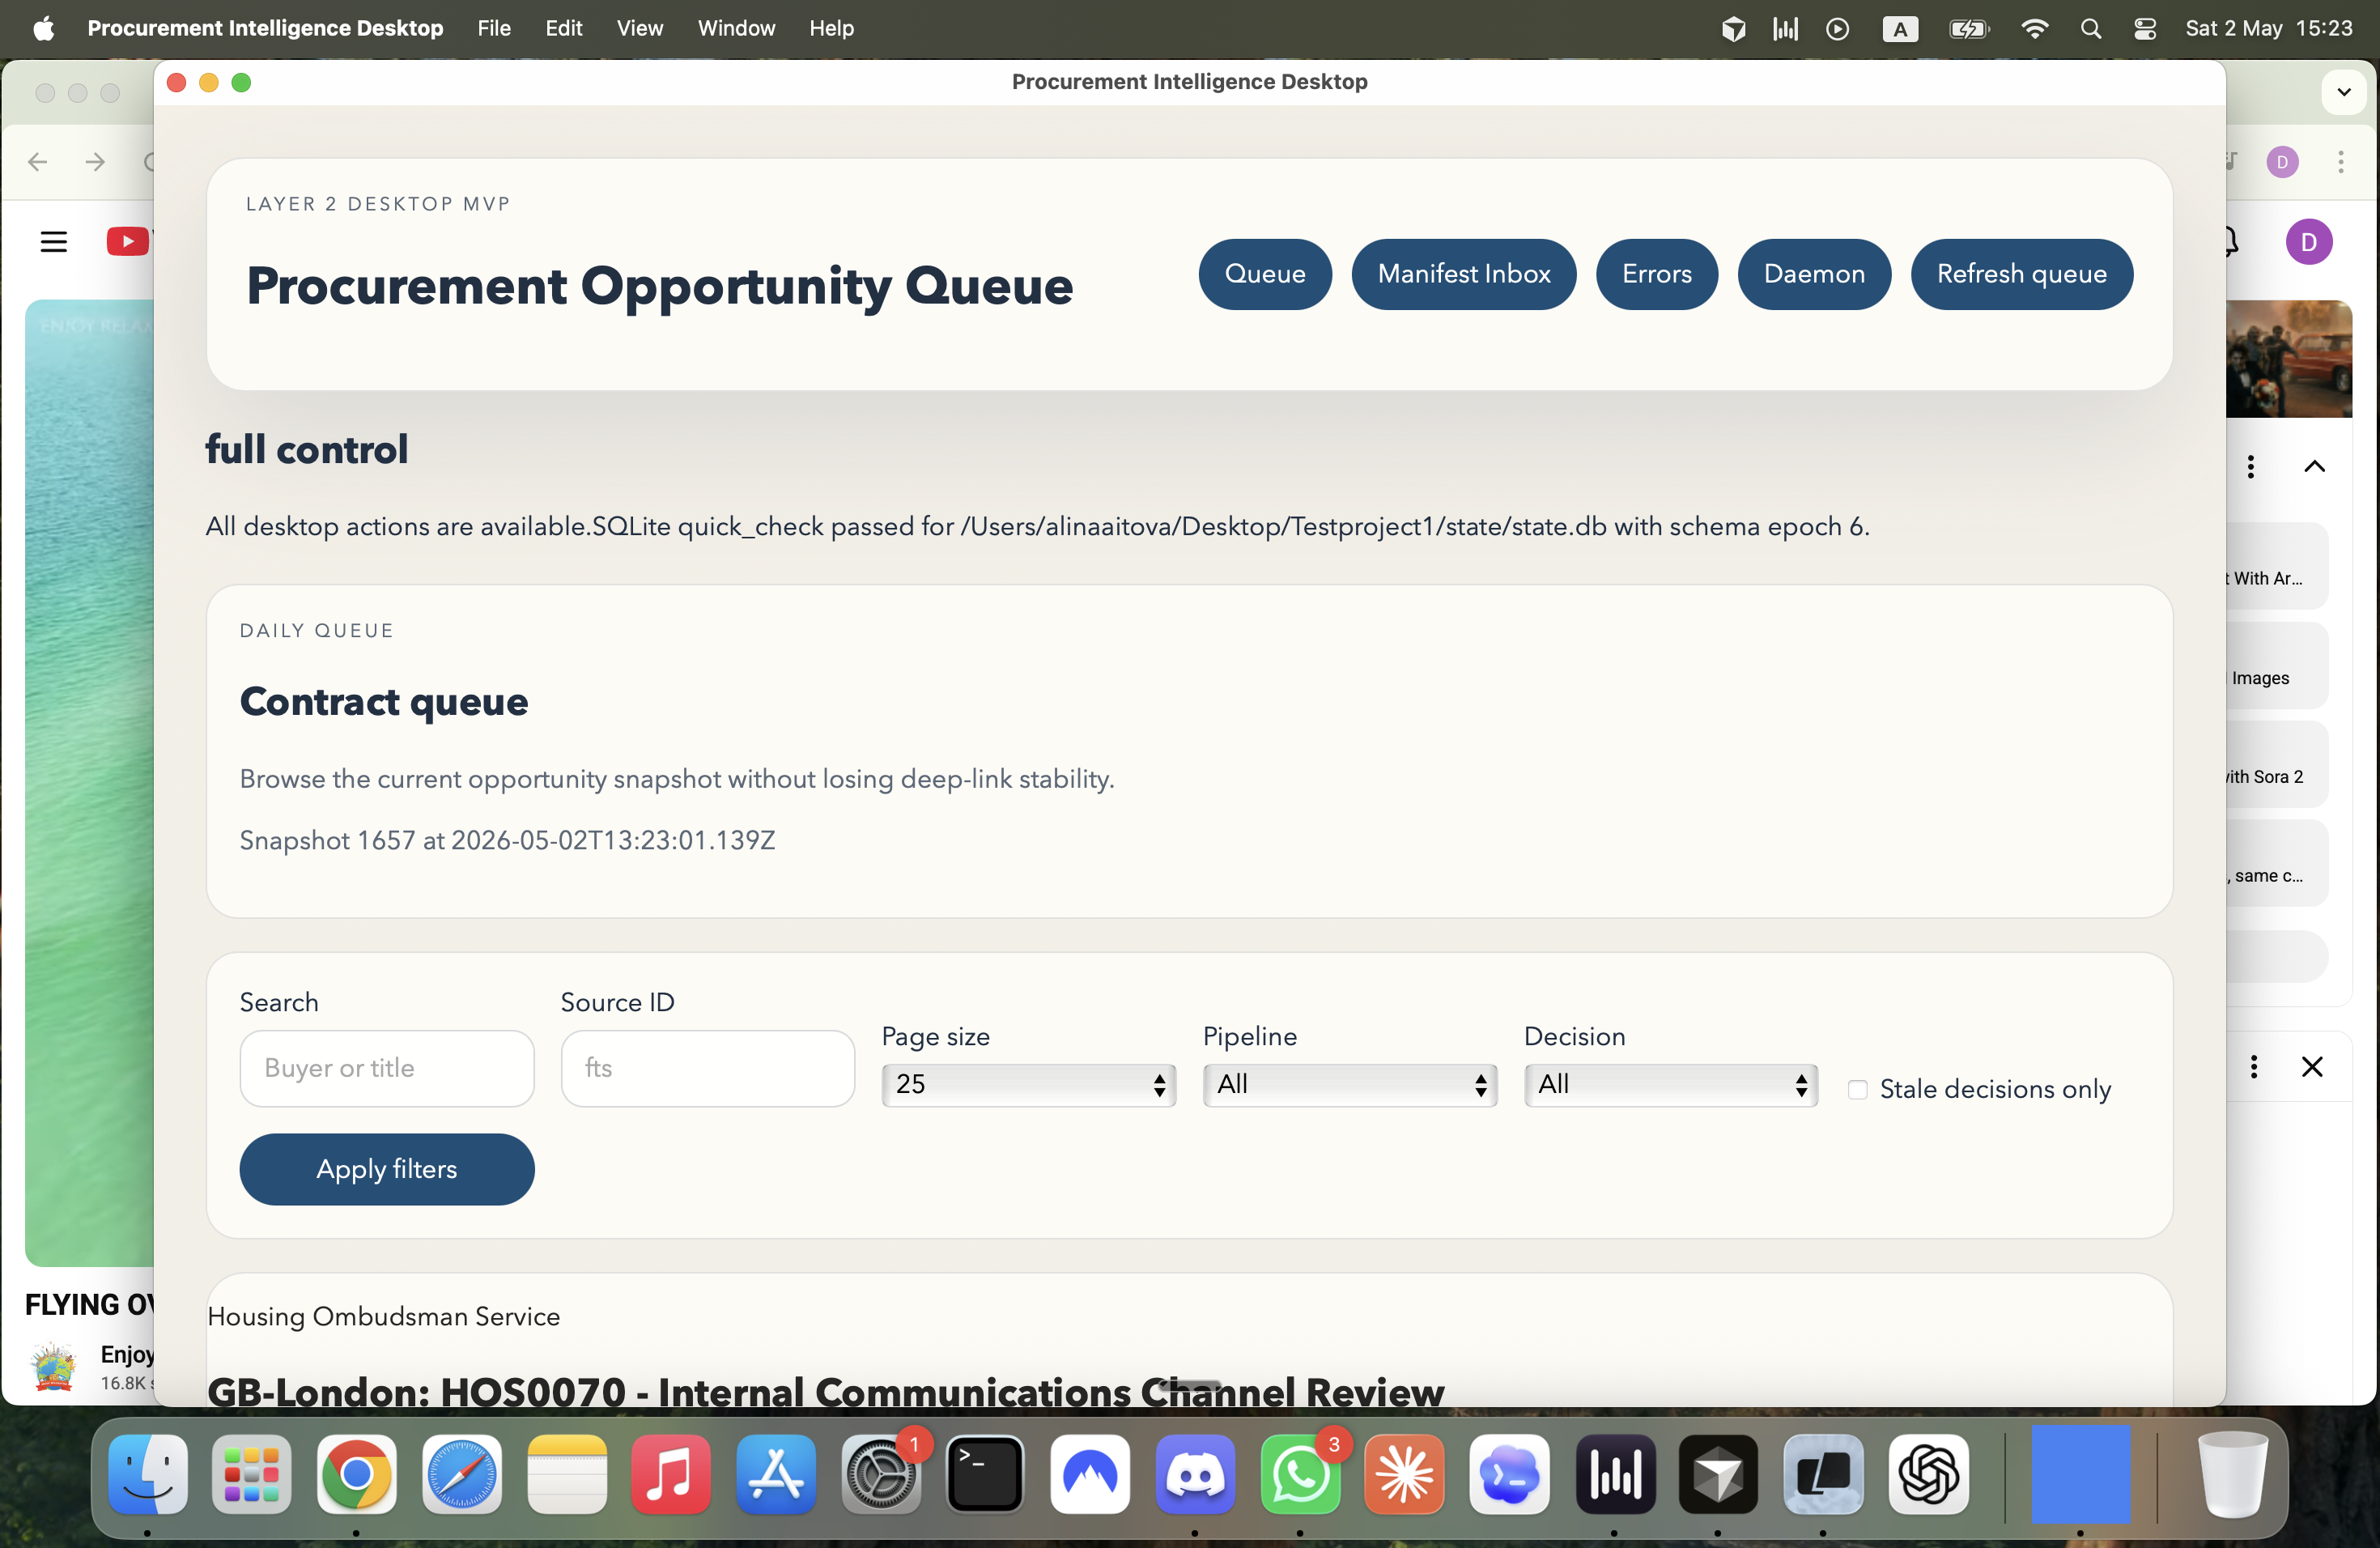 Procurement Intelligence Desktop File Edit View Window Help A Sat 2 May 15:23
Procurement Intelligence Desktop
D
LAYER 2 DESKTOP MVP
Procurement Opportunity Queue
Queue
Manifest Inbox
Errors
Daemon
Refresh queue
D
ENJOY RELAX
full control
All desktop actions are available.SQLite quick_check passed for /Users/alinaaitova/Desktop/Testproject1/state/state.db with schema epoch 6.
t With Ar...
DAILY QUEUE
Images
Contract queue
Browse the current opportunity snapshot without losing deep-link stability.
with Sora 2
Snapshot 1657 at 2026-05-02T13:23:01.139Z
, same c...
Search
Source ID
Page size
Pipeline
Decision
Buyer or title
fts
25
All
All
Stale decisions only
Apply filters
FLYING OV
Housing Ombudsman Service
Enjoy
16.8K s
GB-London: HOS0070 - Internal Communications Channel Review
1
3